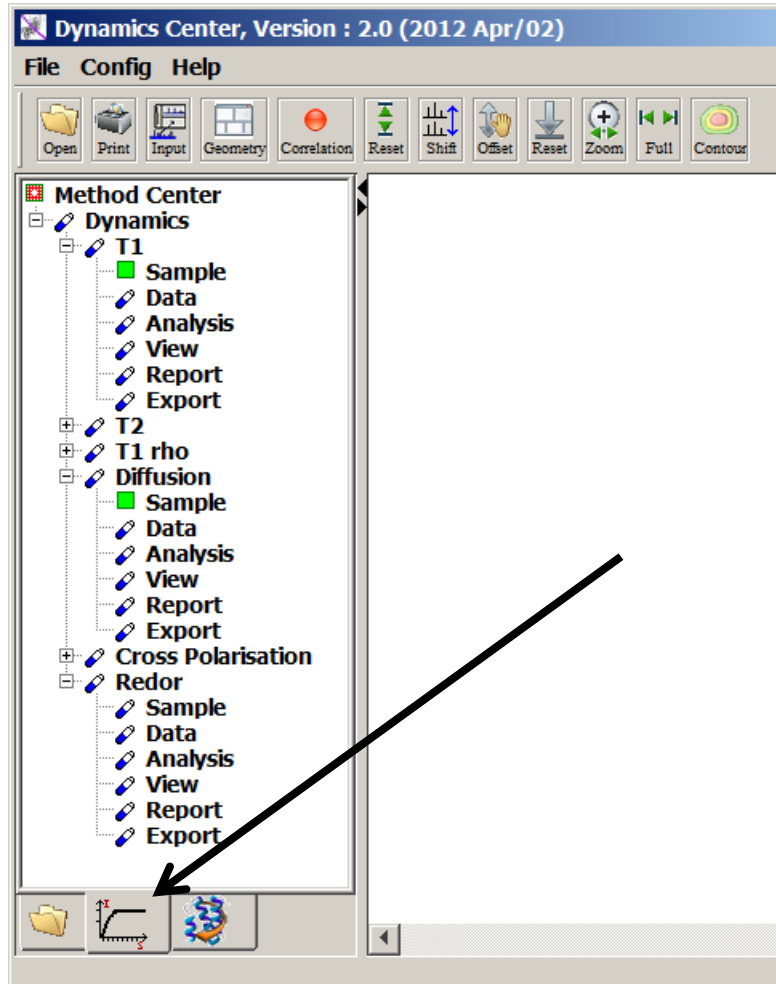 Dynamics Center, Version : 2.0 (2012 Apr/02)
File Config Help
Open Print Input Geometry Correlation Reset Shift Offset Reset Zoom Full Contour
Method Center
Dynamics
T1
Sample
Data
Analysis
View
Report
Export
T2
T1 rho
Diffusion
Sample
Data
Analysis
View
Report
Export
Cross Polarisation
Redor
Sample
Data
Analysis
View
Report
Export
I
S